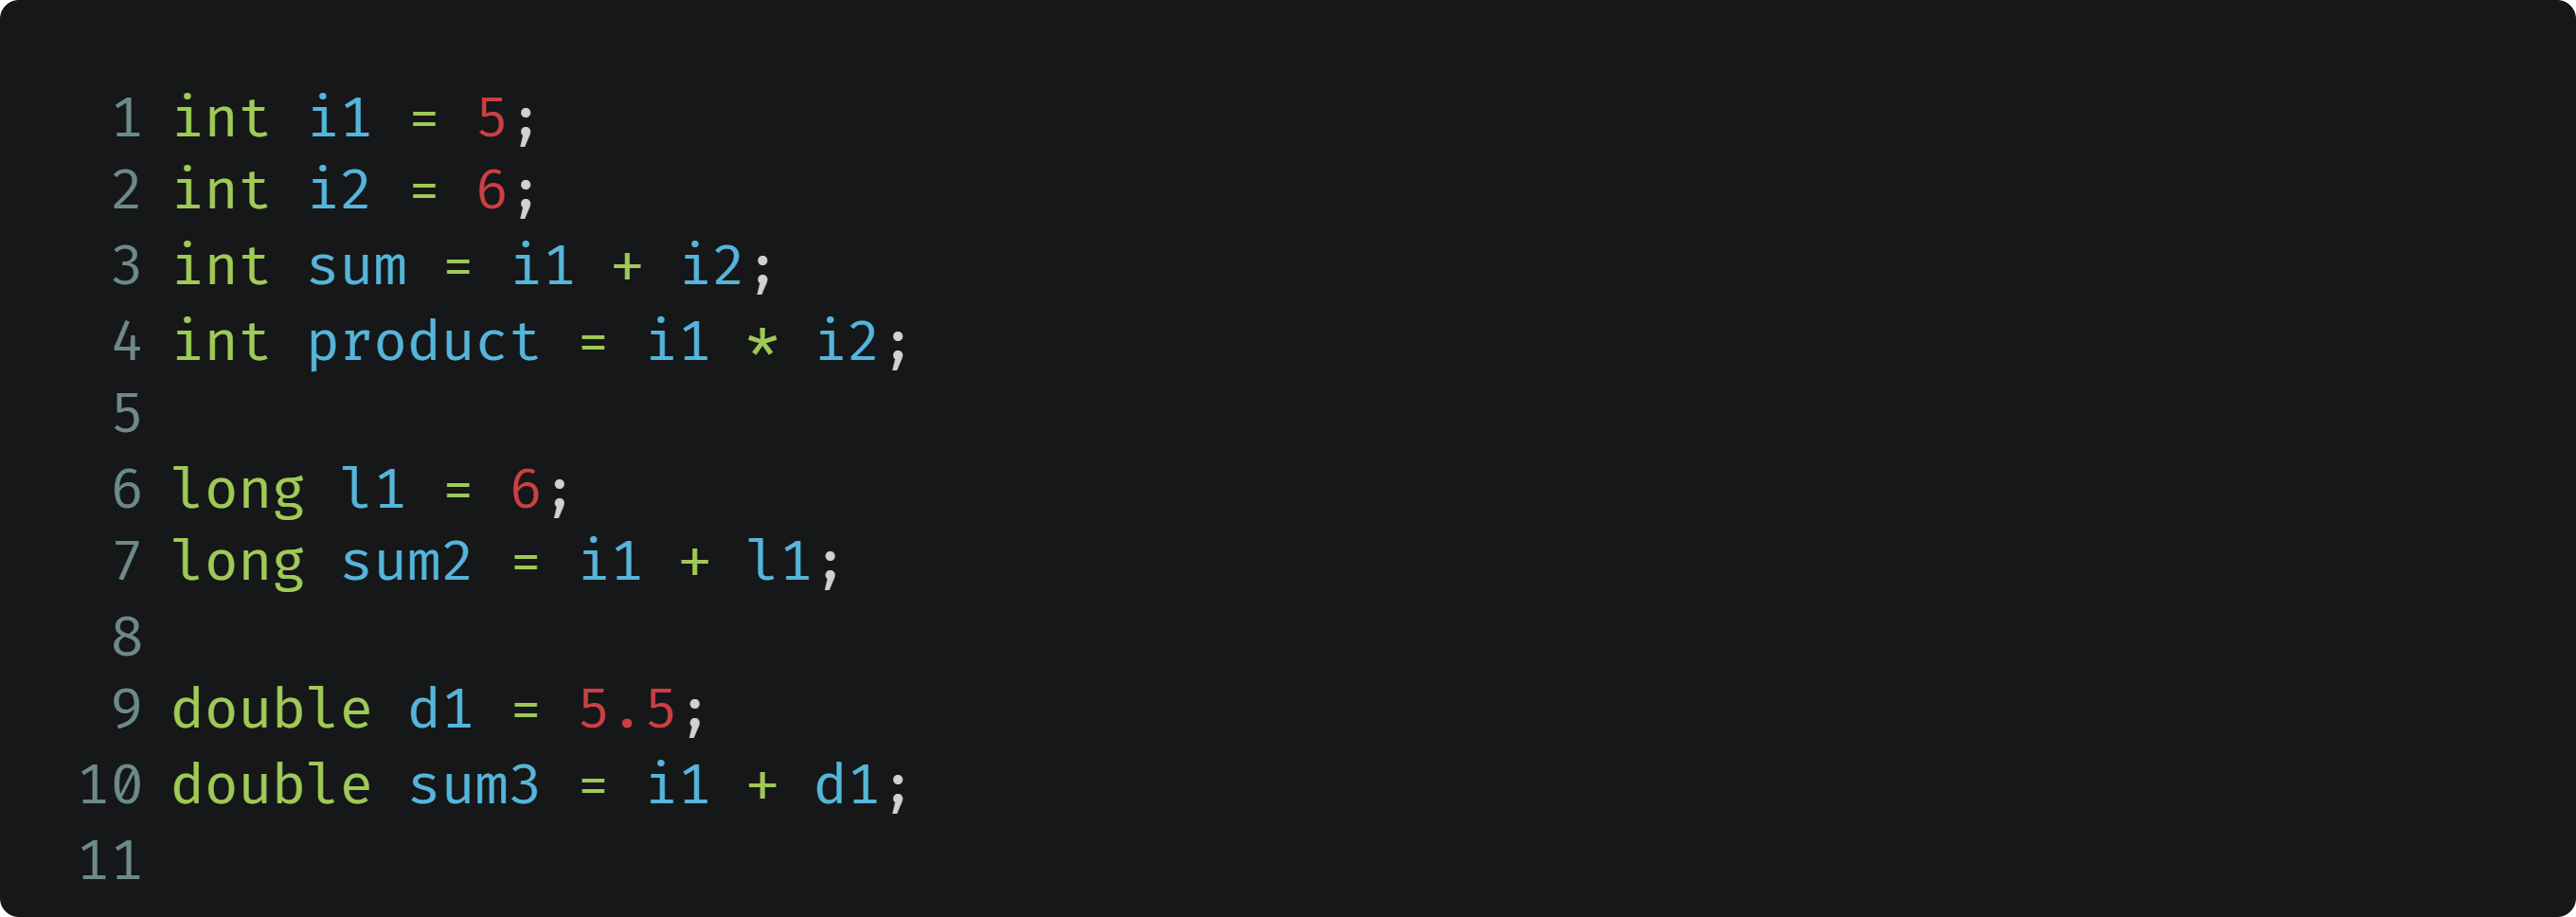 1 int i1 = 5;
2 int i2 = 6;
3 int sum = i1 + i2;
4 int product = i1 * i2;
5
6 long l1 = 6;
7 long sum2 = i1 + l1;
8
9 double d1 = 5.5;
10 double sum3 = i1 + d1;
11